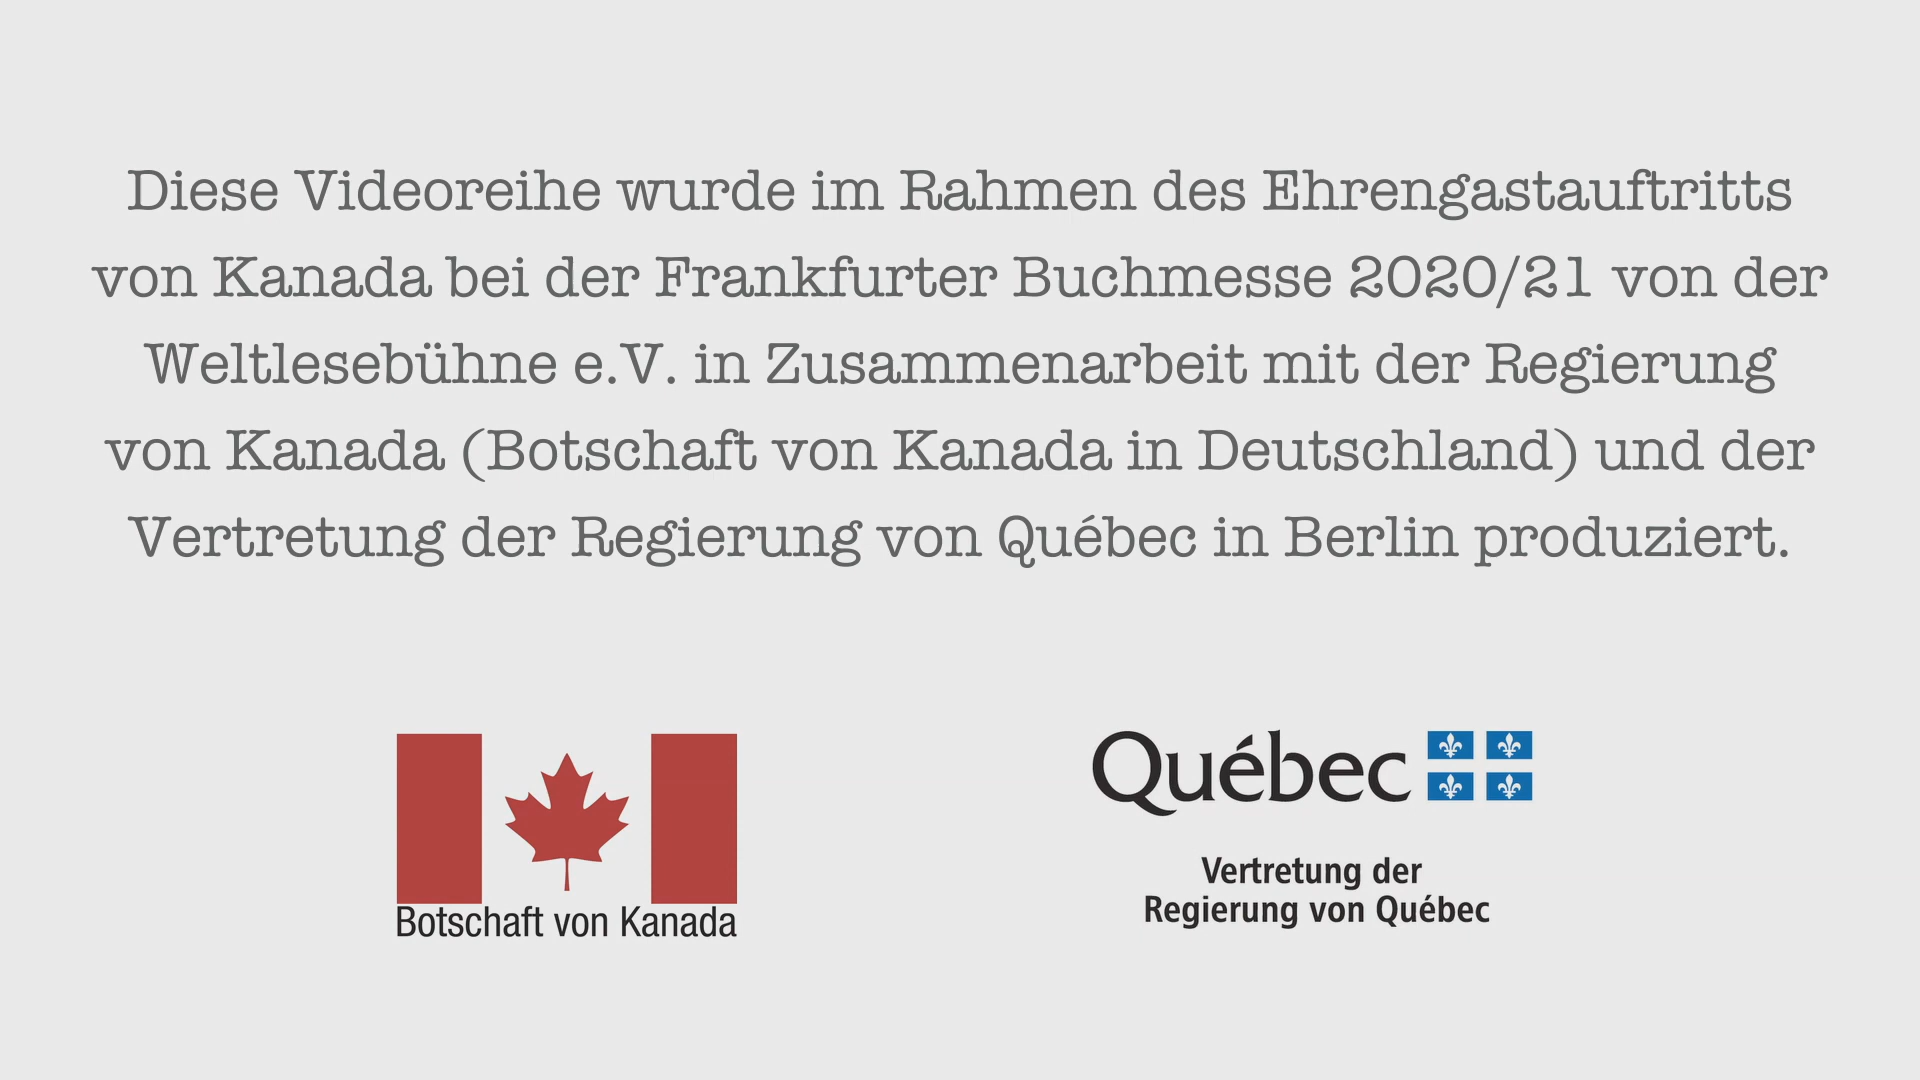 Diese Videoreihe wurde im Rahmen des Ehrengastauftritts
von Kanada bei der Frankfurter Buchmesse 2020/21 von der
Weltlesebühne e.V. in Zusammenarbeit mit der Regierung
von Kanada (Botschaft von Kanada in Deutschland) und der
Vertretung der Regierung von Québec in Berlin produziert.
Botschaft von Kanada
Québec
Vertretung der
Regierung von Québec